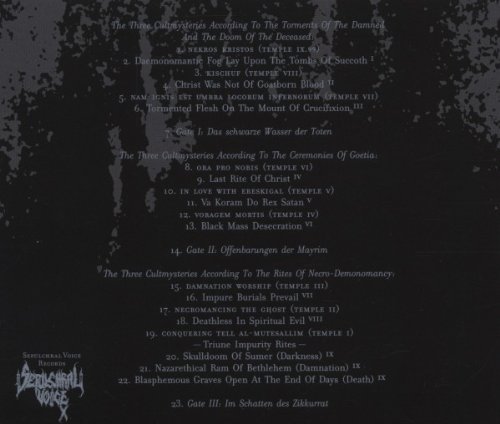 The Three Cultmysteries According To The Torments Of The Damned
And The Doom Of The Deceased:
1. NEKROS KRISTOS (TEMPLE IX.99)
2. Daemonomantic Fog Lay Upon The Tombs Of Succoth I
3. KISCHUP (TEMPLE VIII)
4. Christ Was Not Of Goatborn Blood II
5. NAM IGNIS EST UMBRA LOCORUM INFERNORUM (TEMPLE VII)
6. Tormented Flesh On The Mount Of Crucifixion III
7. Gate I: Das schwarze Wasser der Toten
The Three Cultmysteries According To The Ceremonies Of Goetia:
8. ORA PRO NOBIS (TEMPLE VI)
9. Last Rite Of Christ IV
10. IN LOVE WITH ERESKIGAL (TEMPLE V)
11. Va Koram Do Rex Satan V
12. VORAGEM MORTIS (TEMPLE IV)
13. Black Mass Desecration VI
14. Gate II: Offenbarungen der Mayrim
The Three Cultmysteries According To The Rites Of Necro-Demonomancy:
15. DAMNATION WORSHIP (TEMPLE III)
16. Impure Burials Prevail VII
17. NECROMANCING THE GHOST (TEMPLE II)
18. Deathless In Spiritual Evil VIII
19. CONQUERING TELL AL-MUTESALLIM (TEMPLE I)
— Triune Impurity Rites —
20. Skulldoom Of Sumer (Darkness) IX
21. Nazarethical Ram Of Bethlehem (Damnation) IX
22. Blasphemous Graves Open At The End Of Days (Death) IX
23. Gate III: Im Schatten des Zikkurat
Sepulchral Voice
Records
SEPULCHRAL
VOICE